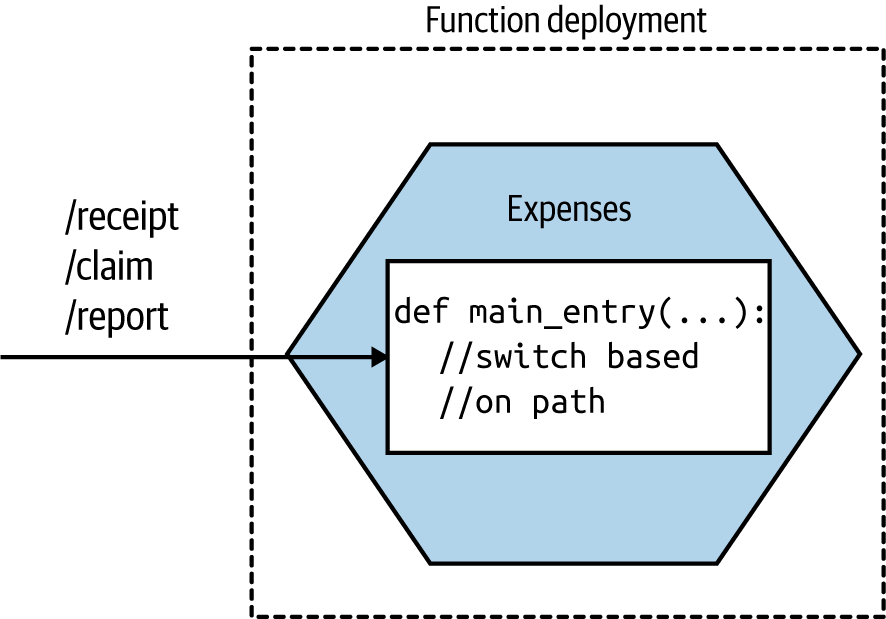 Function deployment
/receipt
/claim
/report
Expenses
def main_entry(...):
//switch based
//on path